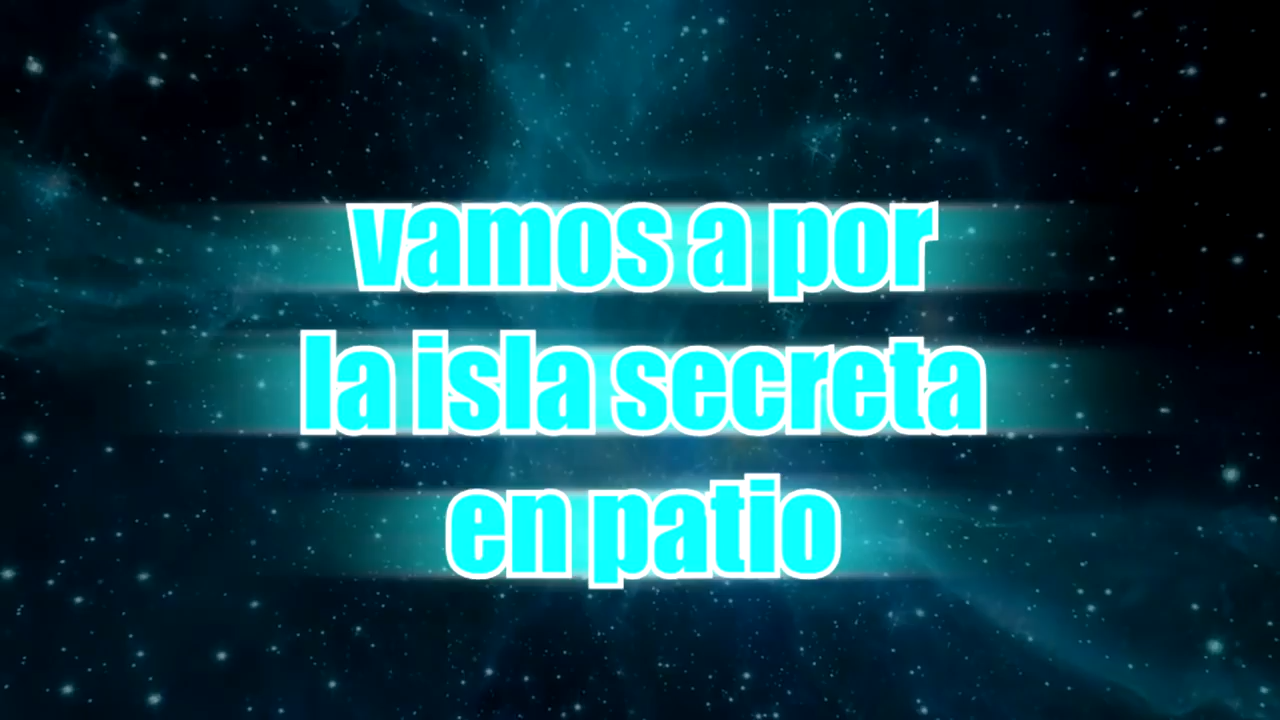 vamos a por
la isla secreta
en patio